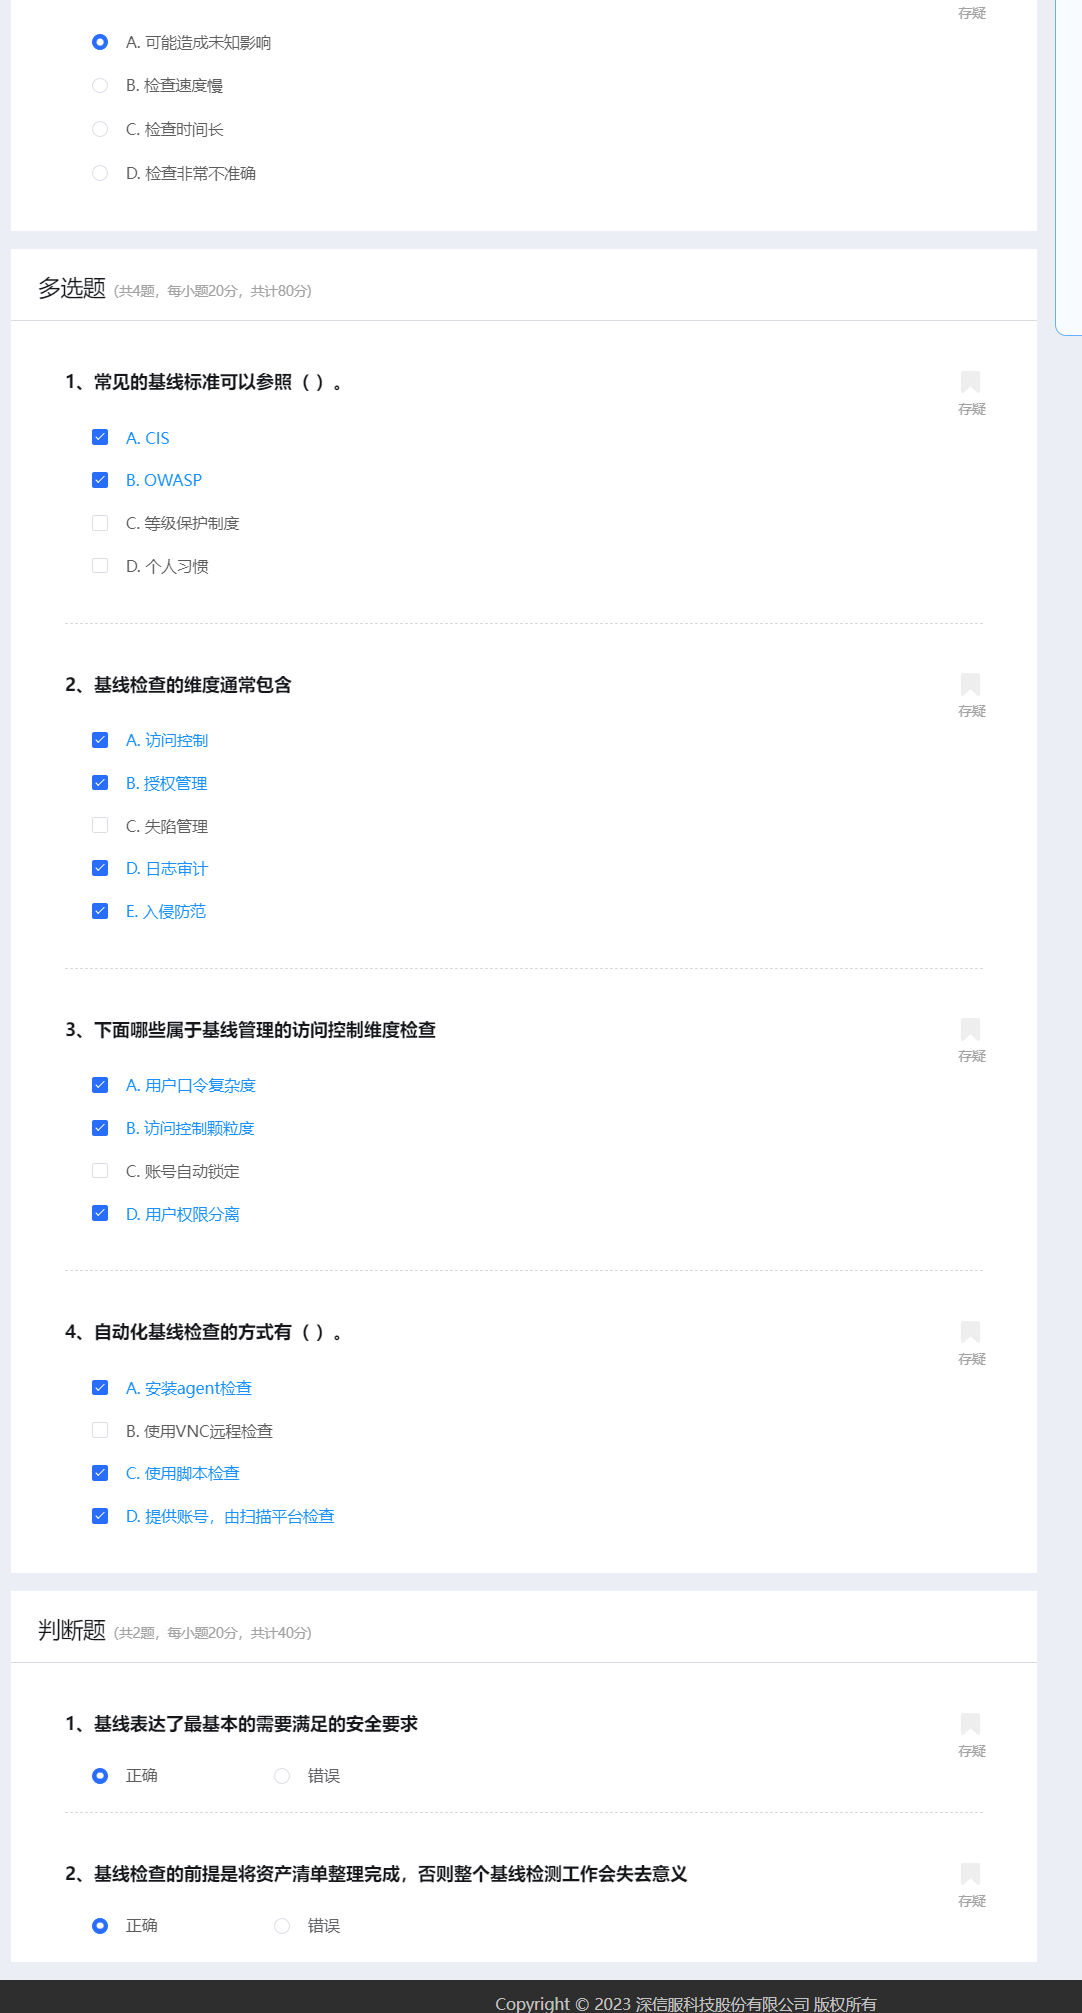 存疑
A. 可能造成未知影响
B. 检查速度慢
C. 检查时间长
D. 检查非常不准确
多选题 (共4题，每小题20分，共计80分)
1、常见的基线标准可以参照（ ）。
存疑
A. CIS
B. OWASP
C. 等级保护制度
D. 个人习惯
2、基线检查的维度通常包含
存疑
A. 访问控制
B. 授权管理
C. 失陷管理
D. 日志审计
E. 入侵防范
3、下面哪些属于基线管理的访问控制维度检查
存疑
A. 用户口令复杂度
B. 访问控制颗粒度
C. 账号自动锁定
D. 用户权限分离
4、自动化基线检查的方式有（ ）。
存疑
A. 安装agent检查
B. 使用VNC远程检查
C. 使用脚本检查
D. 提供账号，由扫描平台检查
判断题 (共2题，每小题20分，共计40分)
1、基线表达了最基本的需要满足的安全要求
存疑
正确 错误
2、基线检查的前提是将资产清单整理完成，否则整个基线检测工作会失去意义
存疑
正确 错误
Copyright © 2023 深信服科技股份有限公司 版权所有